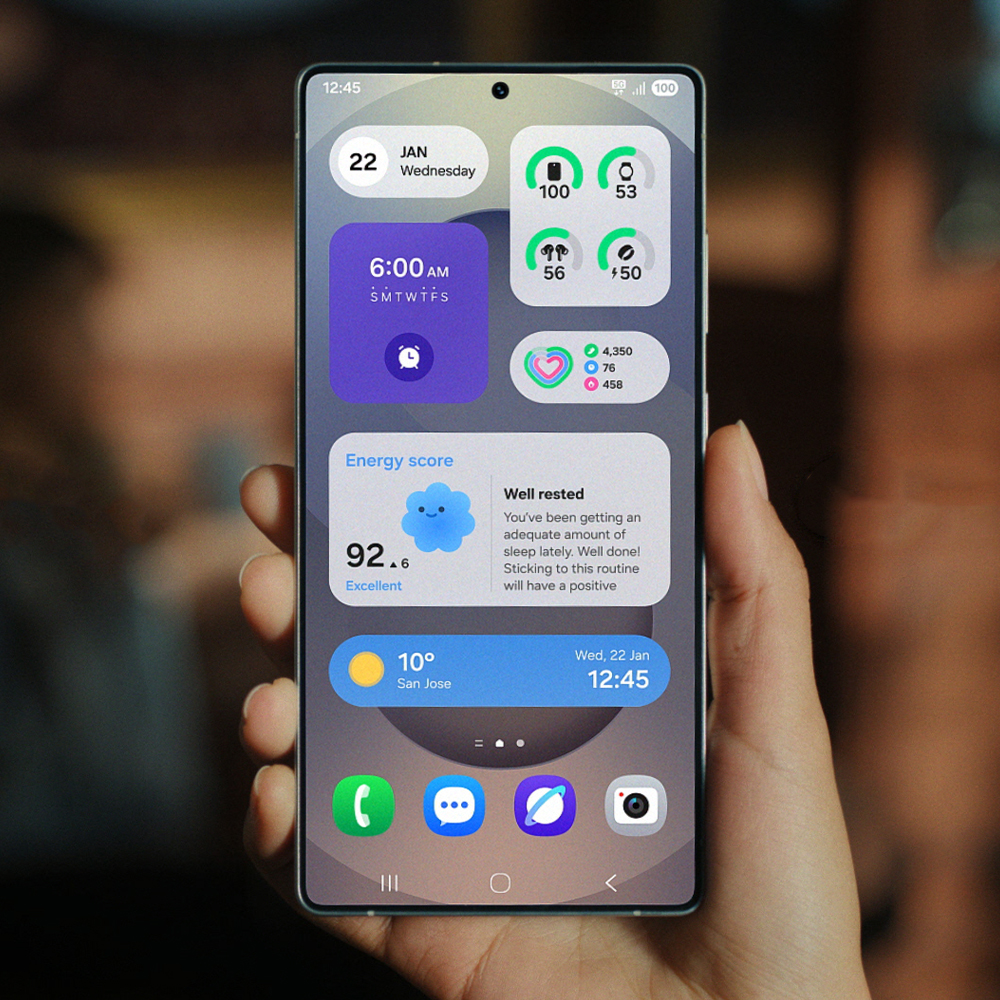 12:45
5G
100
22
JAN
Wednesday
100
53
56
50
6:00 AM
S M T W T F S
4,350
76
458
Energy score
Well rested
You've been getting an
adequate amount of
sleep lately. Well done!
Sticking to this routine
will have a positive
92 ▲ 6
Excellent
10°
San Jose
Wed, 22 Jan
12:45